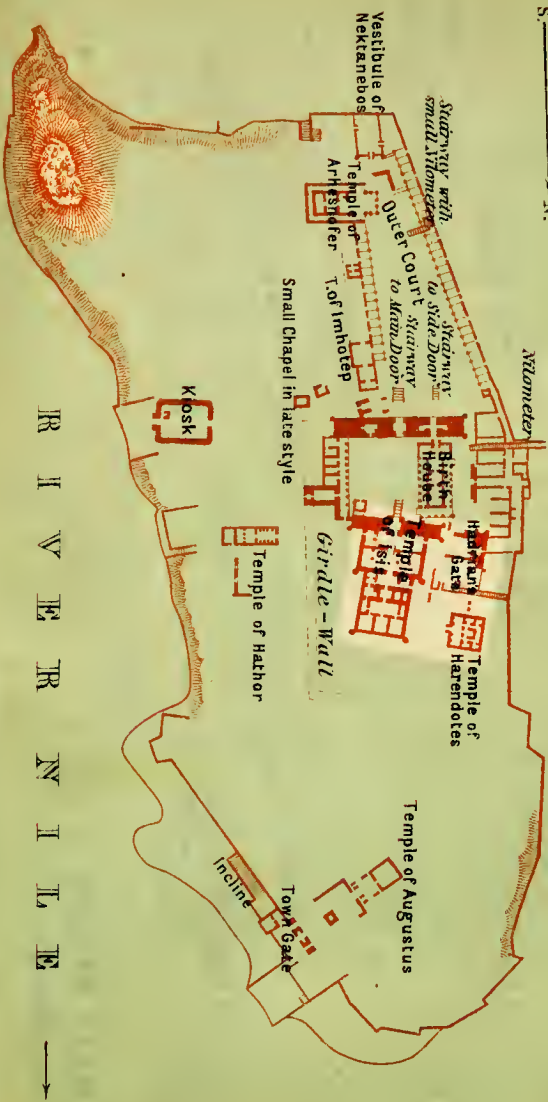 S.
N.
Nilometer
Stairway with
small Nilometer
Vestibule of
Nektanebos
Outer Court
Stairway
to Side Door
Stairway
to Main Door
Temple of
Arhesnofer
T. of Imhotep
Small Chapel in late style
Birth
House
Hadrian's
Gate
Temple of
Harendotes
Temple
of Isis
Girdle-Wall
Kiosk
Temple of Hathor
Temple of Augustus
Town Gate
Incline
RIVER NILE